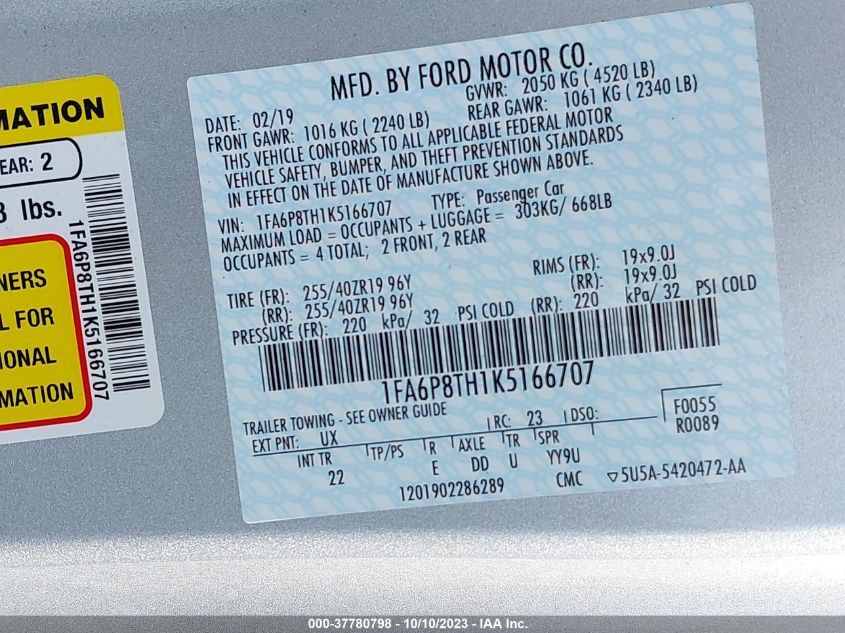 MATION
EAR: 2
8 lbs.
NERS
L FOR
IONAL
MATION
1FA6P8TH1K5166707
MFD. BY FORD MOTOR CO.
DATE: 02/19 GVWR: 2050 KG ( 4520 LB)
FRONT GAWR: 1016 KG ( 2240 LB) REAR GAWR: 1061 KG ( 2340 LB)
THIS VEHICLE CONFORMS TO ALL APPLICABLE FEDERAL MOTOR
VEHICLE SAFETY, BUMPER, AND THEFT PREVENTION STANDARDS
IN EFFECT ON THE DATE OF MANUFACTURE SHOWN ABOVE.
VIN: 1FA6P8TH1K5166707 TYPE: Passenger Car
MAXIMUM LOAD = OCCUPANTS + LUGGAGE = 303KG/ 668LB
OCCUPANTS = 4 TOTAL; 2 FRONT, 2 REAR
TIRE (FR): 255/40ZR19 96Y RIMS (FR): 19x9.0J
(RR): 255/40ZR19 96Y (RR): 19x9.0J
PRESSURE (FR): 220 kPa/ 32 PSI COLD (RR): 220 kPa/ 32 PSI COLD
1FA6P8TH1K5166707
TRAILER TOWING - SEE OWNER GUIDE
EXT PNT: UX RC: 23 DSO: F0055
R0089
INT TR TP/PS R AXLE TR SPR
22 E DD U YY9U
1201902286289 CMC 5U5A-5420472-AA
000-37780798 - 10/10/2023 - IAA Inc.